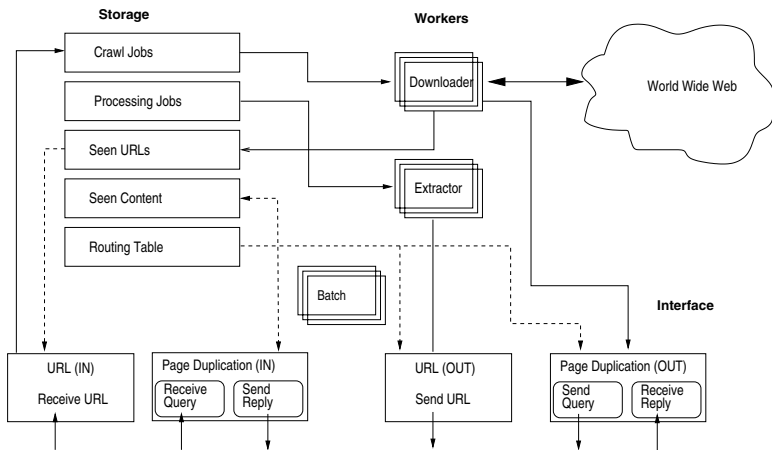 Storage
Workers
Crawl Jobs
Downloader
World Wide Web
Processing Jobs
Seen URLs
Extractor
Seen Content
Routing Table
Batch
Interface
URL (IN)
Receive URL
Page Duplication (IN)
Receive
Query
Send
Reply
URL (OUT)
Send URL
Page Duplication (OUT)
Send
Query
Receive
Reply